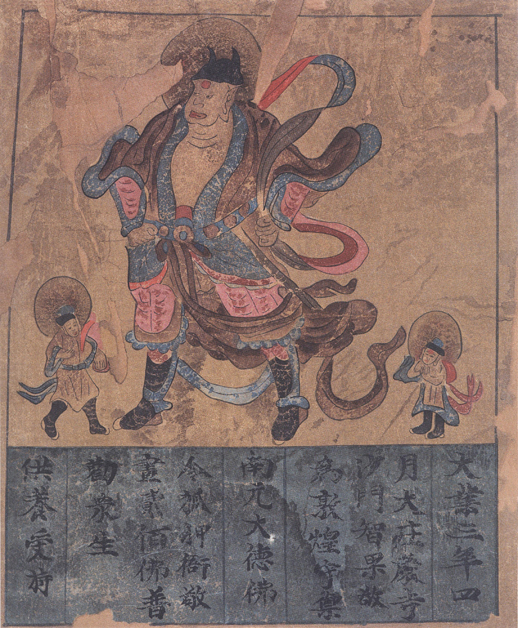 大業三年四
月大莊嚴寺
沙門智果敬
為敦煌守禦
南无大德佛
令狐押衙敬
畫貳佰佛普
勸衆生
供養受持